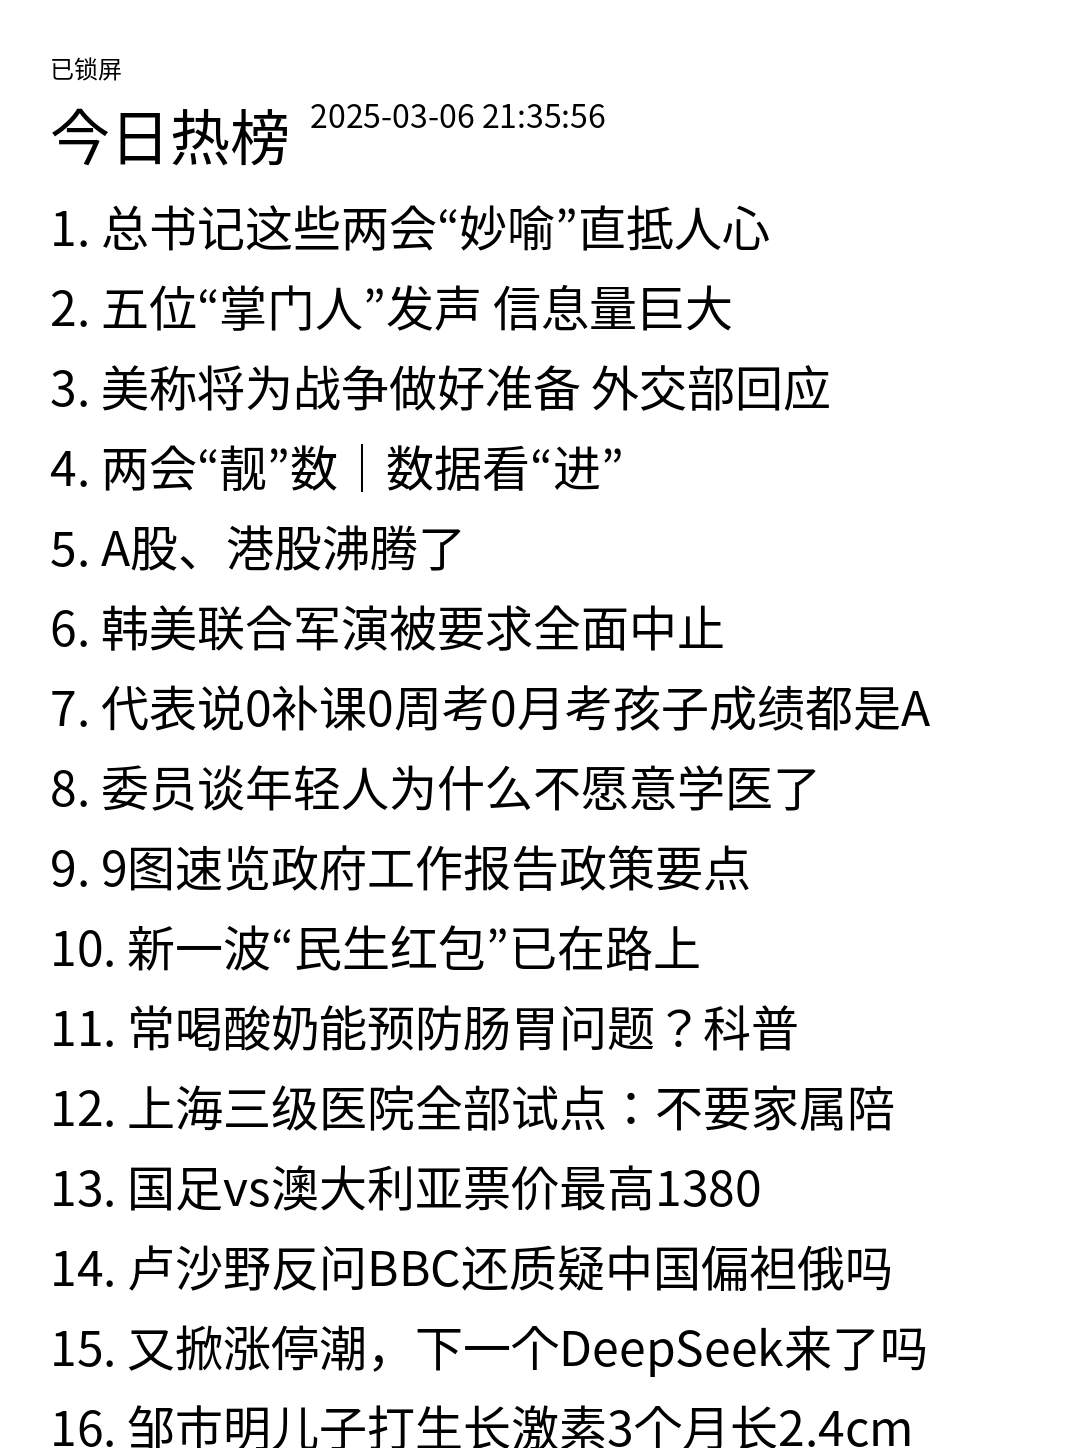 已锁屏
今日热榜 2025-03-06 21:35:56
1. 总书记这些两会“妙喻”直抵人心
2. 五位“掌门人”发声 信息量巨大
3. 美称将为战争做好准备 外交部回应
4. 两会“靓”数｜数据看“进”
5. A股、港股沸腾了
6. 韩美联合军演被要求全面中止
7. 代表说0补课0周考0月考孩子成绩都是A
8. 委员谈年轻人为什么不愿意学医了
9. 9图速览政府工作报告政策要点
10. 新一波“民生红包”已在路上
11. 常喝酸奶能预防肠胃问题？科普
12. 上海三级医院全部试点：不要家属陪
13. 国足vs澳大利亚票价最高1380
14. 卢沙野反问BBC还质疑中国偏袒俄吗
15. 又掀涨停潮，下一个DeepSeek来了吗
16. 邹市明儿子打生长激素3个月长2.4cm